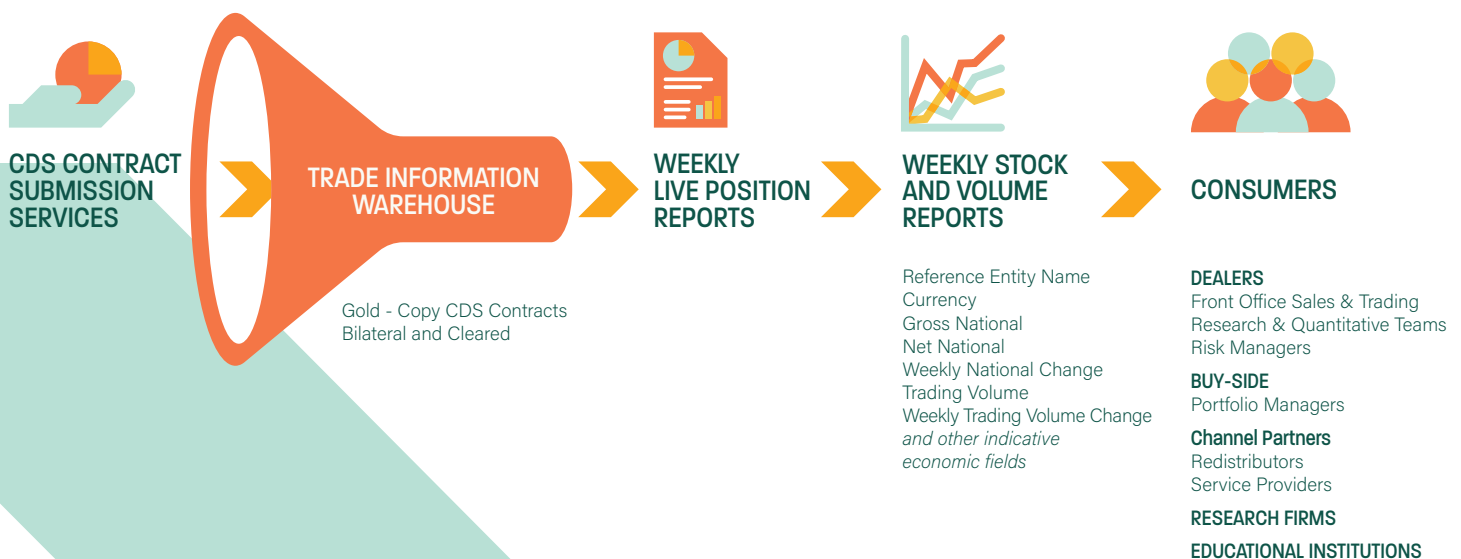 CDS CONTRACT
SUBMISSION
SERVICES
TRADE INFORMATION
WAREHOUSE
Gold - Copy CDS Contracts
Bilateral and Cleared
WEEKLY
LIVE POSITION
REPORTS
WEEKLY STOCK
AND VOLUME
REPORTS
Reference Entity Name
Currency
Gross National
Net National
Weekly National Change
Trading Volume
Weekly Trading Volume Change
and other indicative
economic fields
CONSUMERS
DEALERS
Front Office Sales & Trading
Research & Quantitative Teams
Risk Managers
BUY-SIDE
Portfolio Managers
Channel Partners
Redistributors
Service Providers
RESEARCH FIRMS
EDUCATIONAL INSTITUTIONS